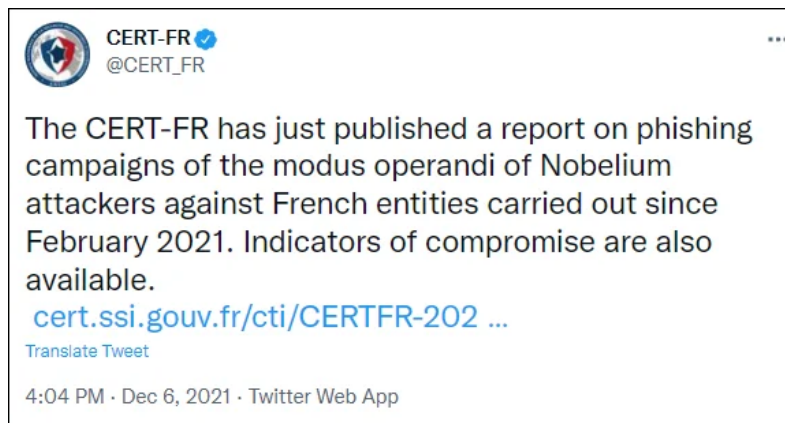 CERT-FR
@CERT_FR
The CERT-FR has just published a report on phishing
campaigns of the modus operandi of Nobelium
attackers against French entities carried out since
February 2021. Indicators of compromise are also
available.
cert.ssi.gouv.fr/cti/CERTFR-202 ...
Translate Tweet
4:04 PM · Dec 6, 2021 · Twitter Web App